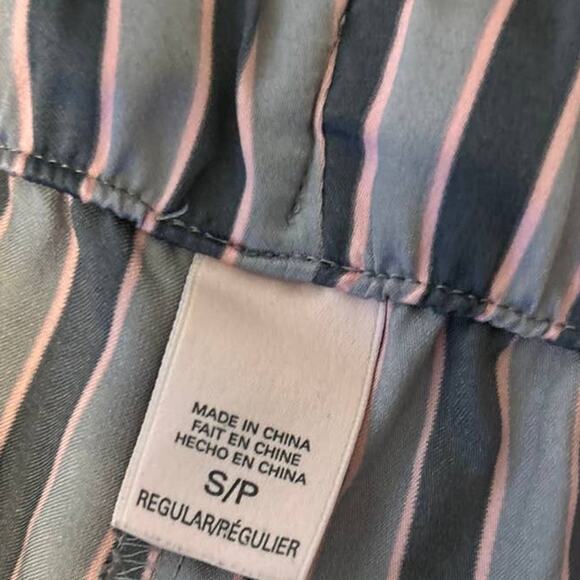 MADE IN CHINA
FAIT EN CHINE
HECHO EN CHINA
S/P
REGULAR/RÉGULIER